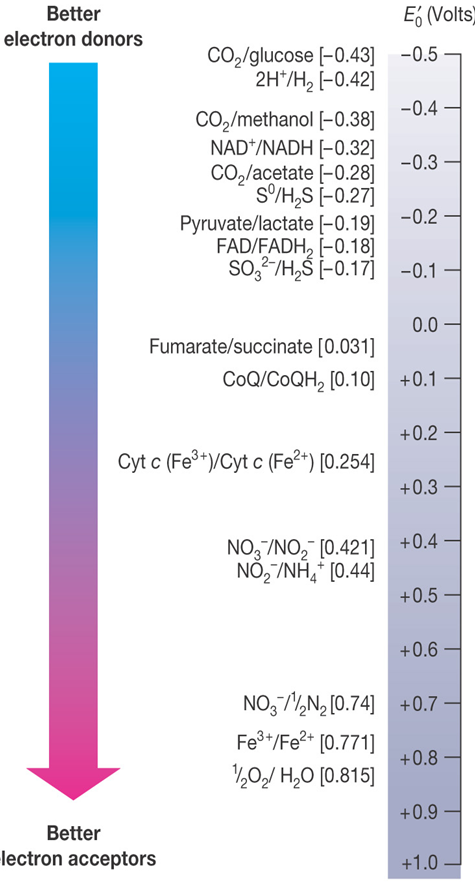 Better
electron donors
E₀′ (Volts)
CO₂/glucose [−0.43]
2H⁺/H₂ [−0.42]
CO₂/methanol [−0.38]
NAD⁺/NADH [−0.32]
CO₂/acetate [−0.28]
S⁰/H₂S [−0.27]
Pyruvate/lactate [−0.19]
FAD/FADH₂ [−0.18]
SO₃²⁻/H₂S [−0.17]
Fumarate/succinate [0.031]
CoQ/CoQH₂ [0.10]
Cyt c (Fe³⁺)/Cyt c (Fe²⁺) [0.254]
NO₃⁻/NO₂⁻ [0.421]
NO₂⁻/NH₄⁺ [0.44]
NO₃⁻/½N₂ [0.74]
Fe³⁺/Fe²⁺ [0.771]
½O₂/ H₂O [0.815]
−0.5
−0.4
−0.3
−0.2
−0.1
0.0
+0.1
+0.2
+0.3
+0.4
+0.5
+0.6
+0.7
+0.8
+0.9
+1.0
Better
lectron acceptors